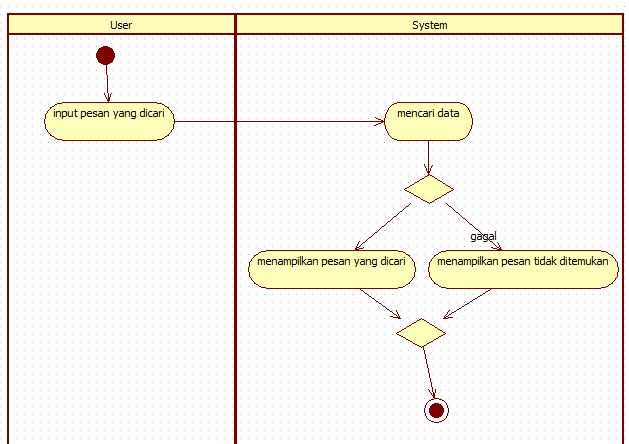 User
System
input pesan yang dicari
mencari data
gagal
menampilkan pesan yang dicari
menampilkan pesan tidak ditemukan